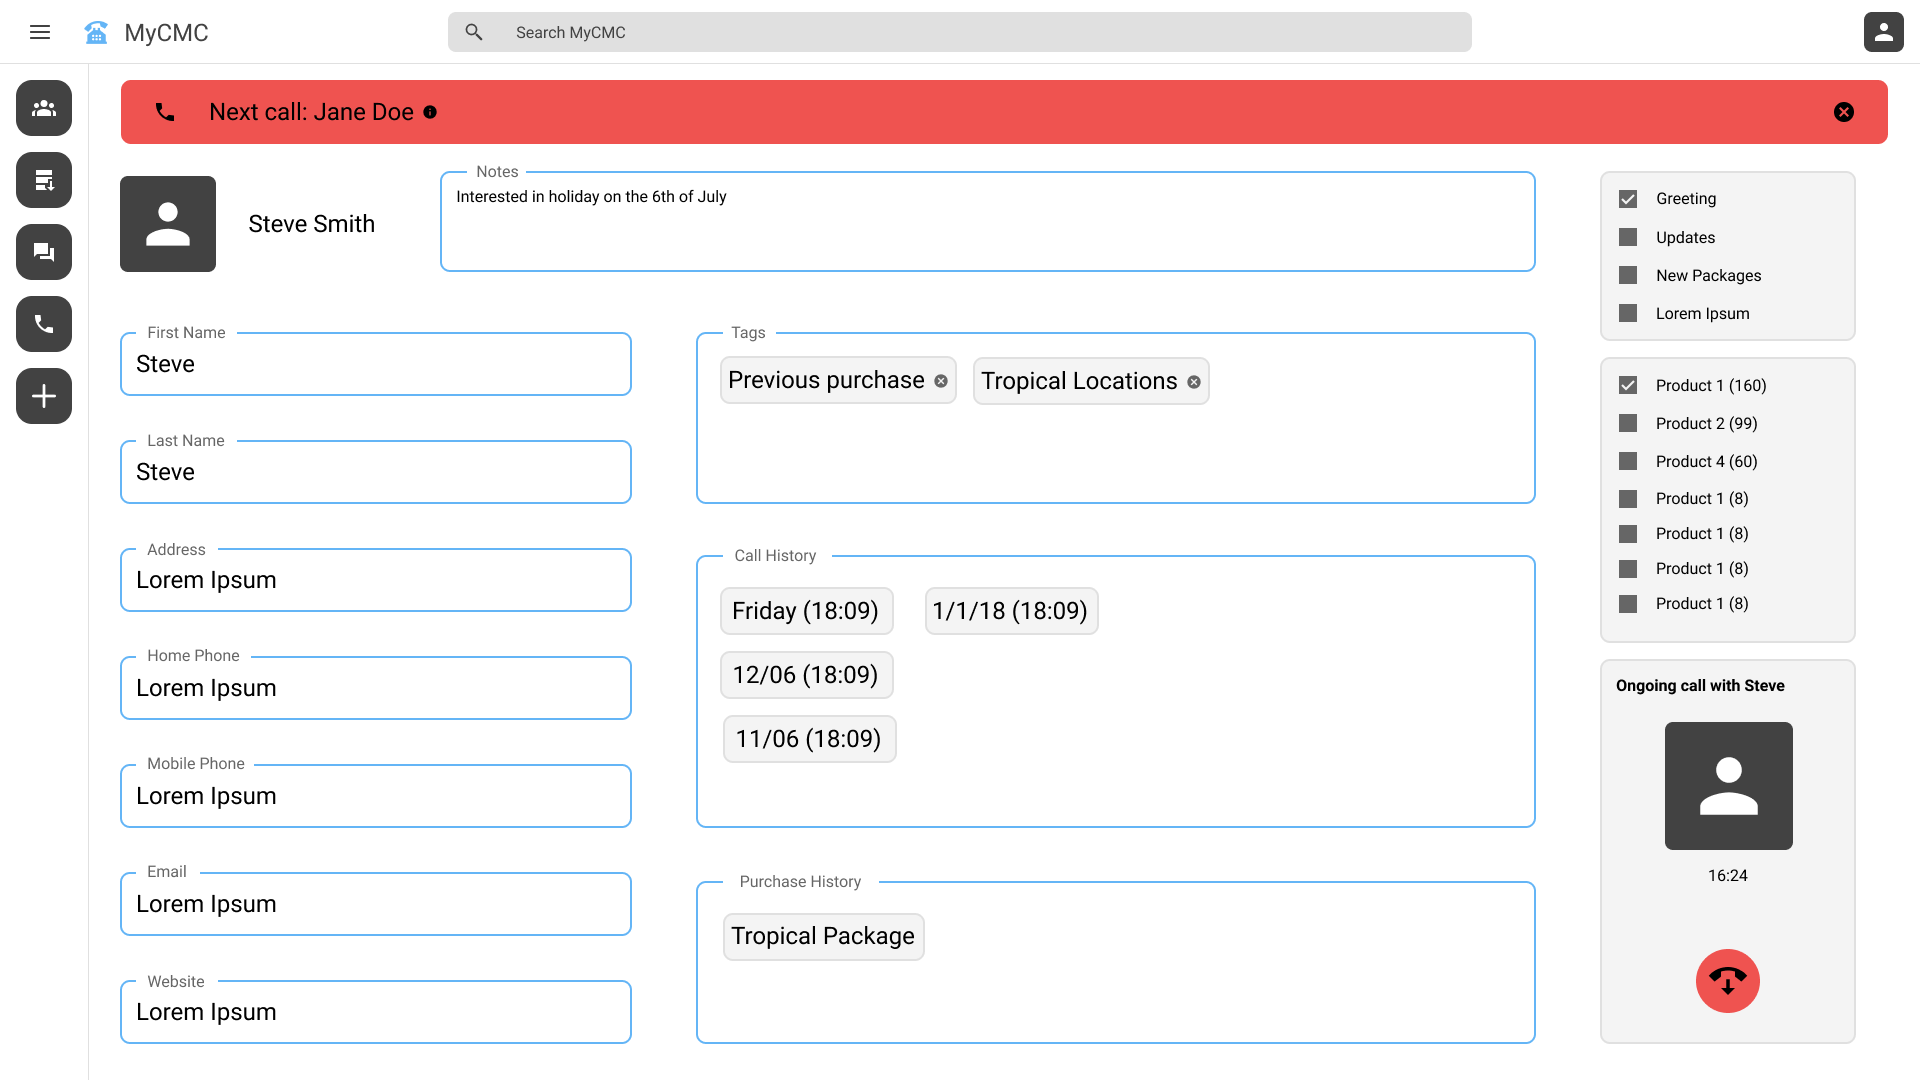 MyCMC
Search MyCMC
Next call: Jane Doe
Steve Smith
Notes
Interested in holiday on the 6th of July
First Name
Steve
Last Name
Steve
Address
Lorem Ipsum
Home Phone
Lorem Ipsum
Mobile Phone
Lorem Ipsum
Email
Lorem Ipsum
Website
Lorem Ipsum
Tags
Previous purchase
Tropical Locations
Call History
Friday (18:09)
1/1/18 (18:09)
12/06 (18:09)
11/06 (18:09)
Purchase History
Tropical Package
Greeting
Updates
New Packages
Lorem Ipsum
Product 1 (160)
Product 2 (99)
Product 4 (60)
Product 1 (8)
Product 1 (8)
Product 1 (8)
Product 1 (8)
Ongoing call with Steve
16:24